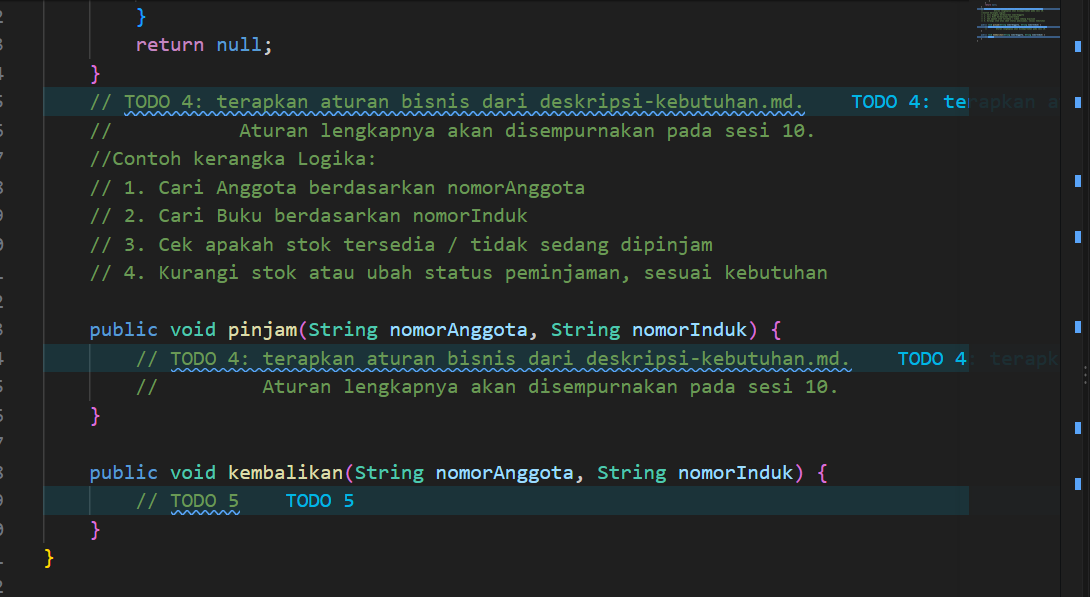 }
return null;
}
// TODO 4: terapkan aturan bisnis dari deskripsi-kebutuhan.md. TODO 4: terapkan a
// Aturan lengkapnya akan disempurnakan pada sesi 10.
//Contoh kerangka Logika:
// 1. Cari Anggota berdasarkan nomorAnggota
// 2. Cari Buku berdasarkan nomorInduk
// 3. Cek apakah stok tersedia / tidak sedang dipinjam
// 4. Kurangi stok atau ubah status peminjaman, sesuai kebutuhan
public void pinjam(String nomorAnggota, String nomorInduk) {
// TODO 4: terapkan aturan bisnis dari deskripsi-kebutuhan.md. TODO 4: terapk
// Aturan lengkapnya akan disempurnakan pada sesi 10.
}
public void kembalikan(String nomorAnggota, String nomorInduk) {
// TODO 5 TODO 5
}
}